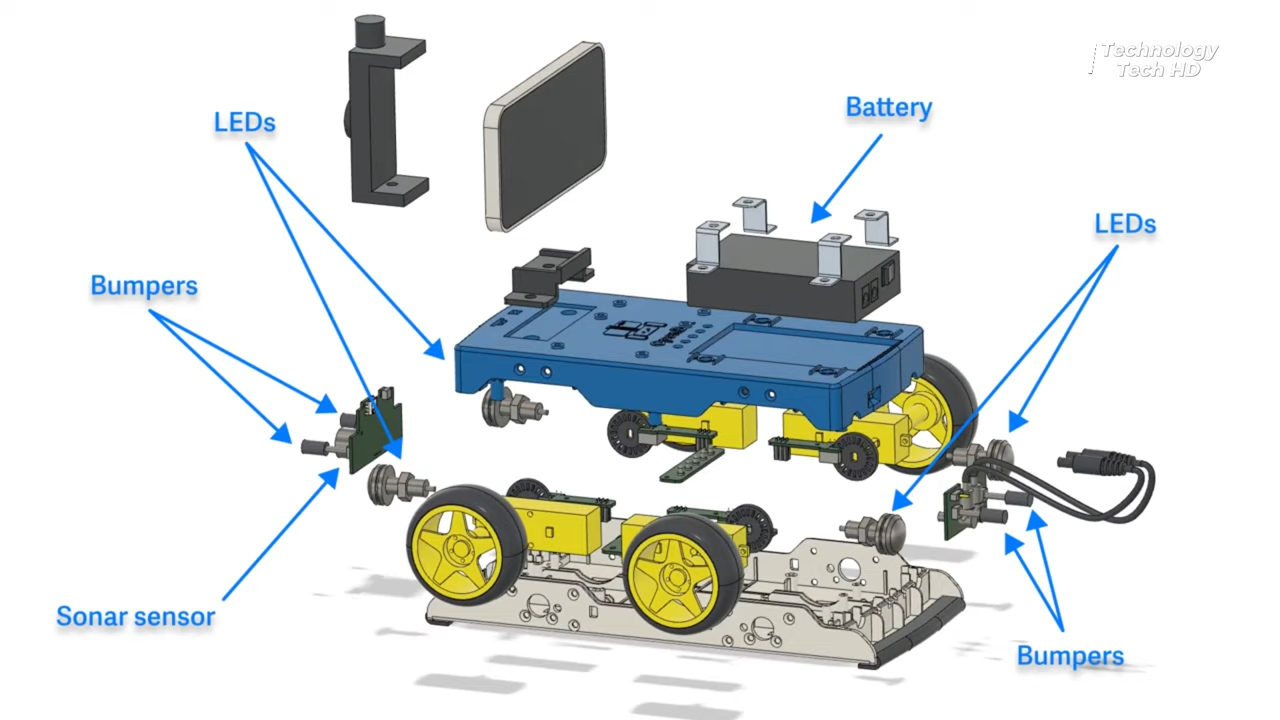 Technology
Tech HD
Battery
LEDs
LEDs
Bumpers
Sonar sensor
Bumpers